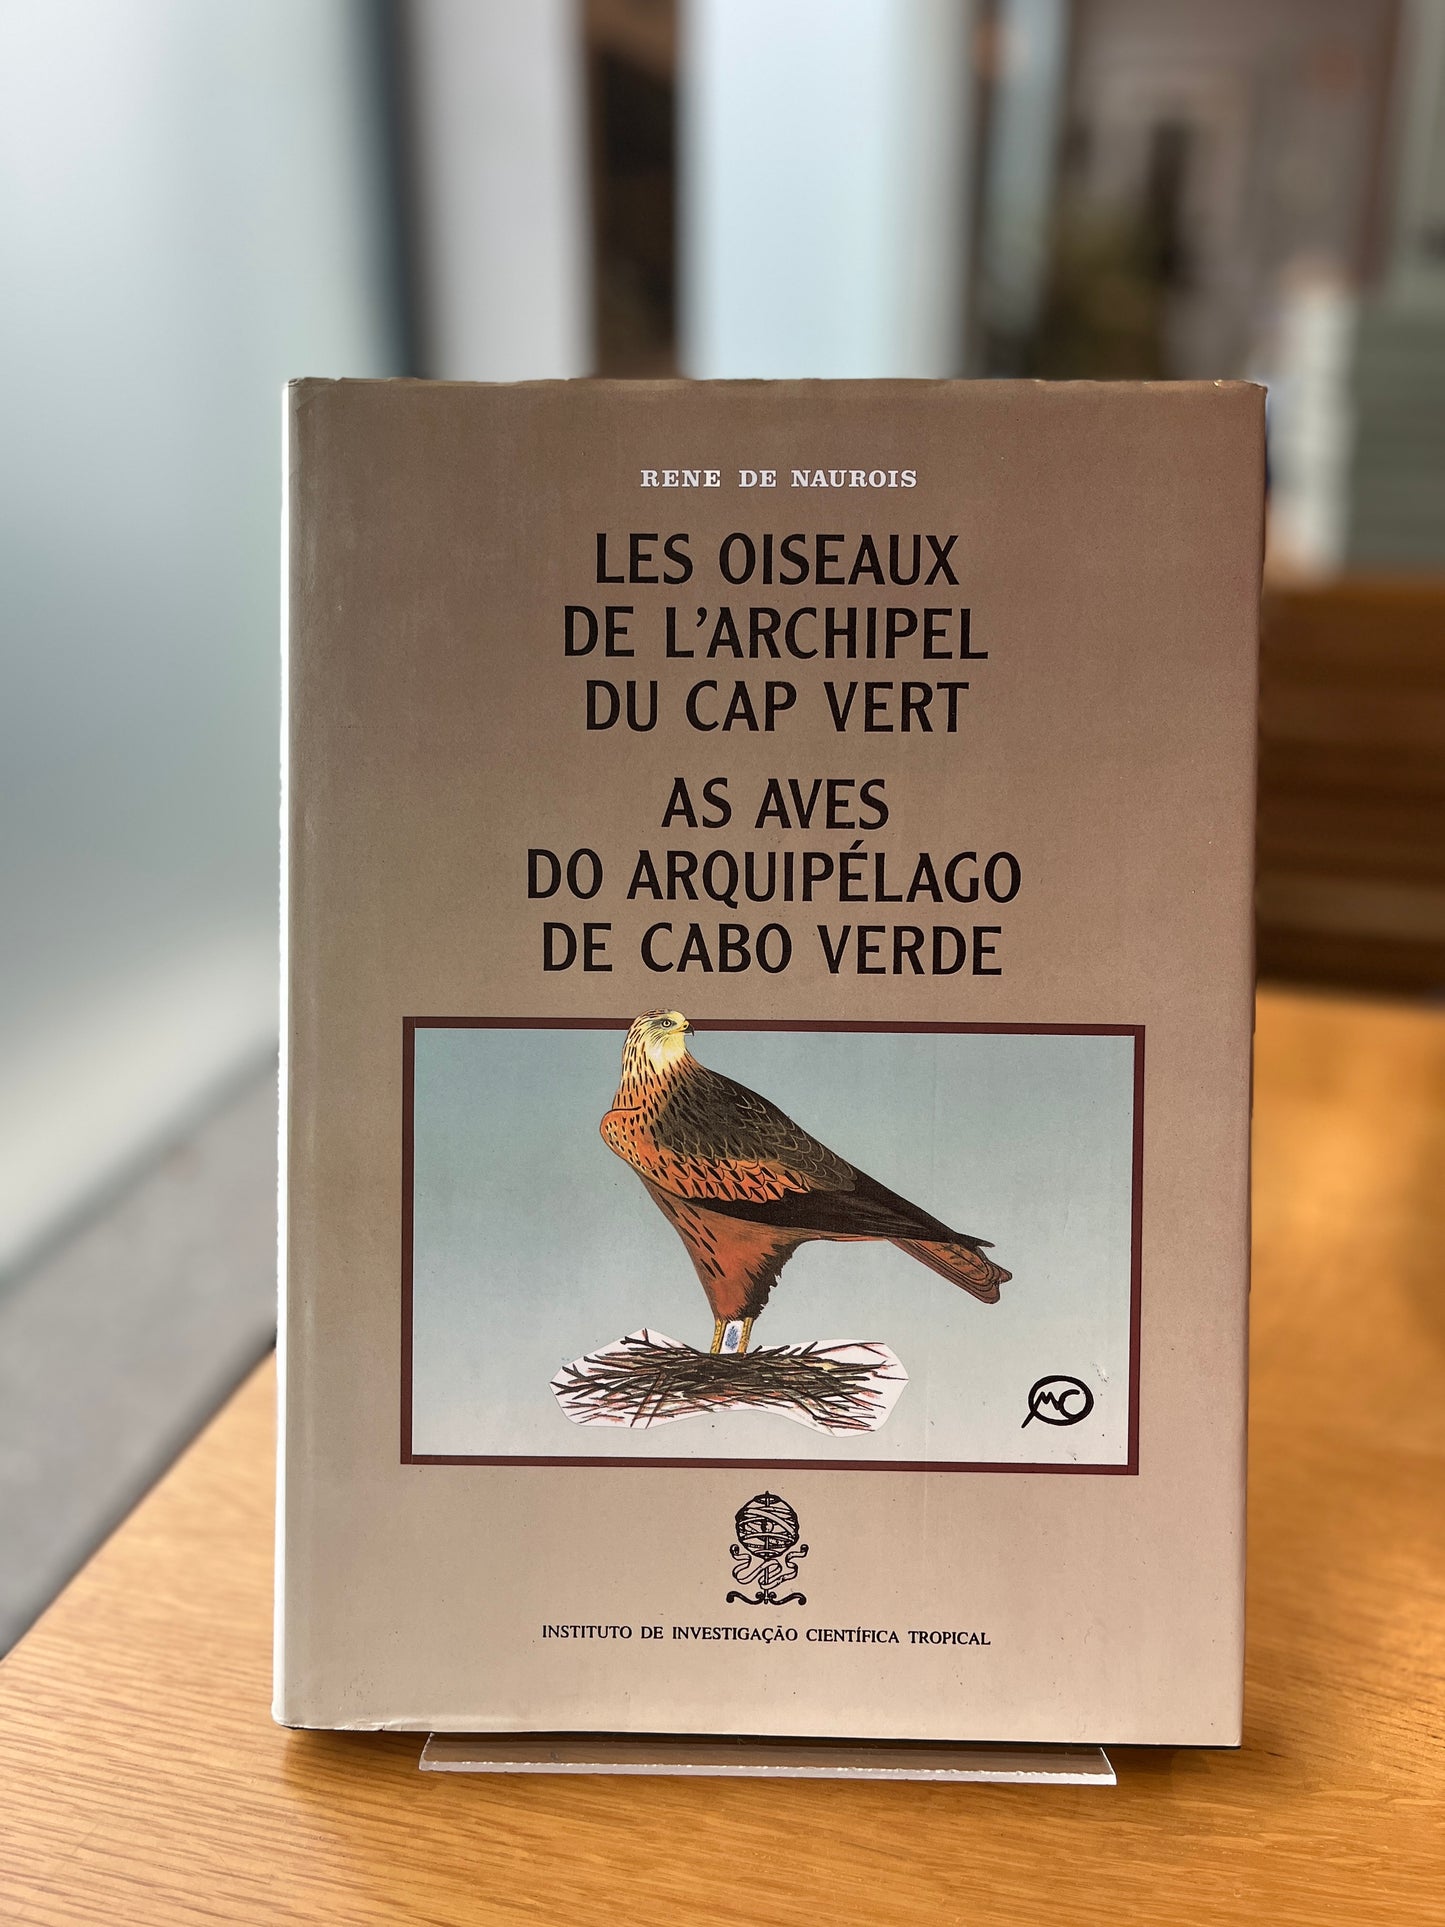 RENE DE NAUROIS
LES OISEAUX
DE L'ARCHIPEL
DU CAP VERT
AS AVES
DO ARQUIPÉLAGO
DE CABO VERDE
MC
INSTITUTO DE INVESTIGAÇÃO CIENTÍFICA TROPICAL